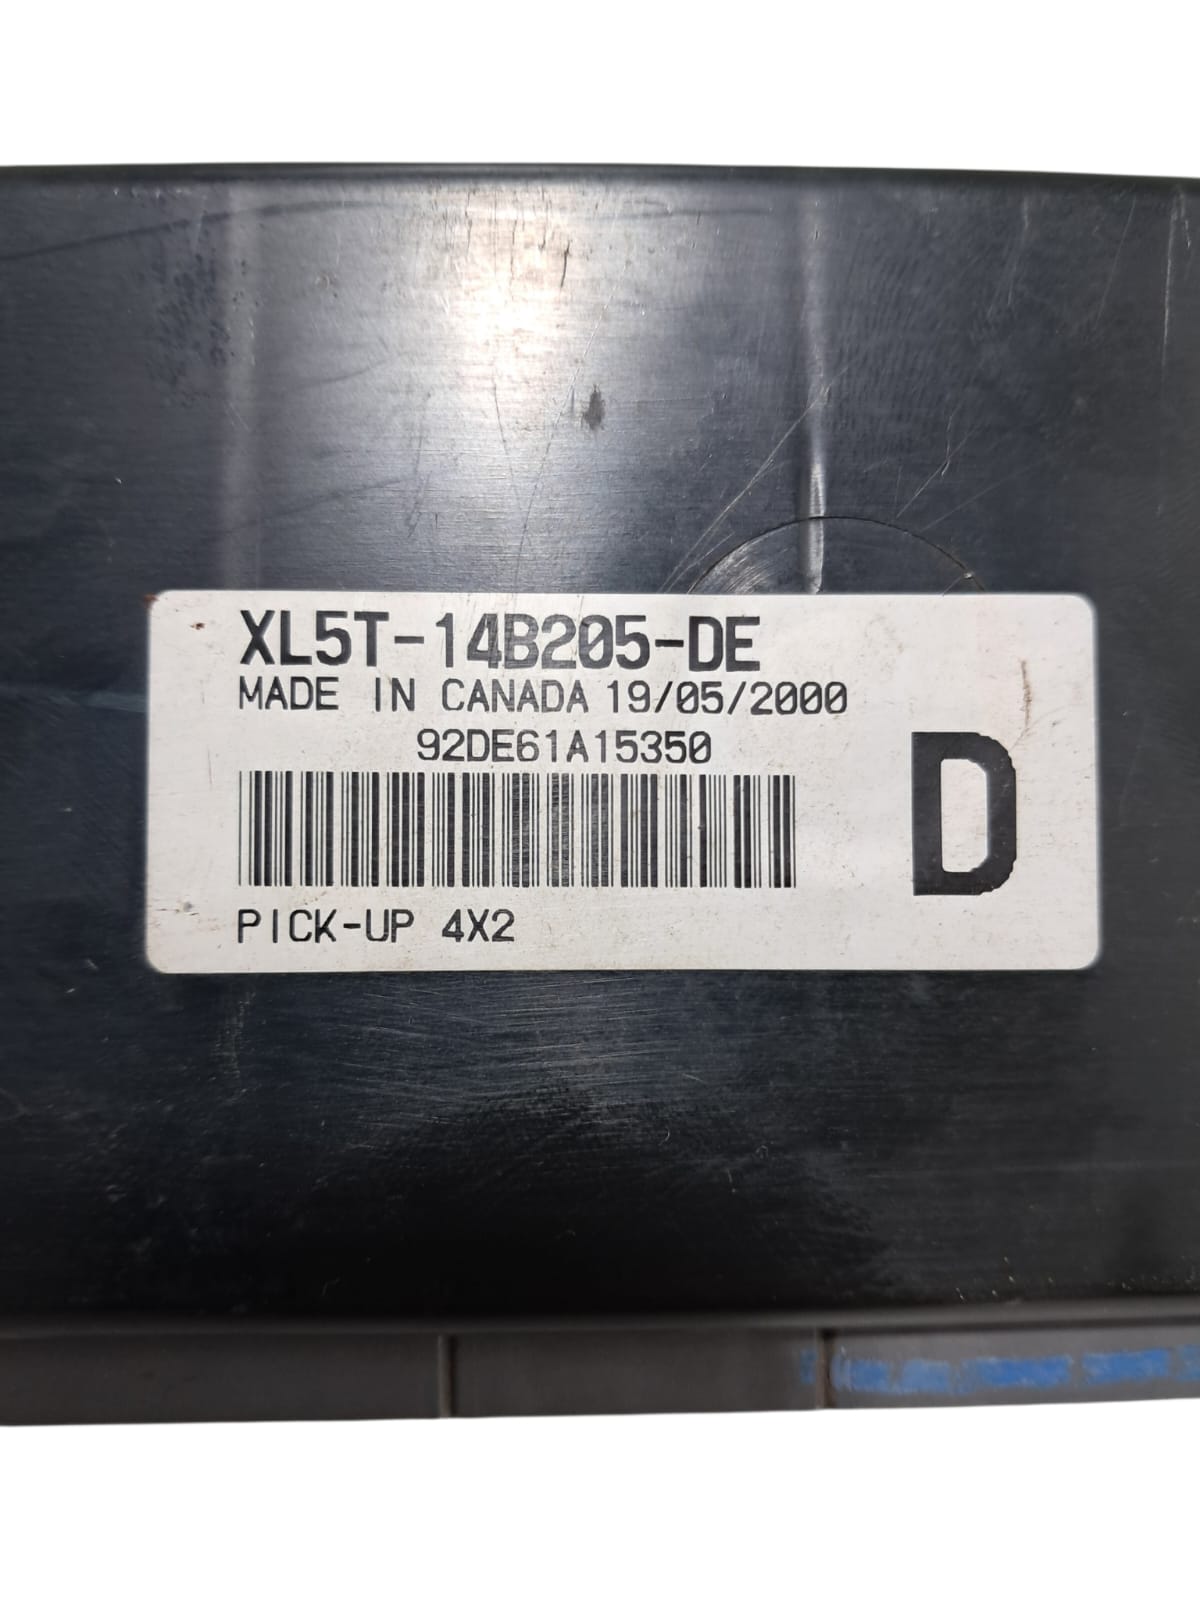 XL5T-14B205-DE
MADE IN CANADA 19/05/2000
92DE61A15350
D
PICK-UP 4X2